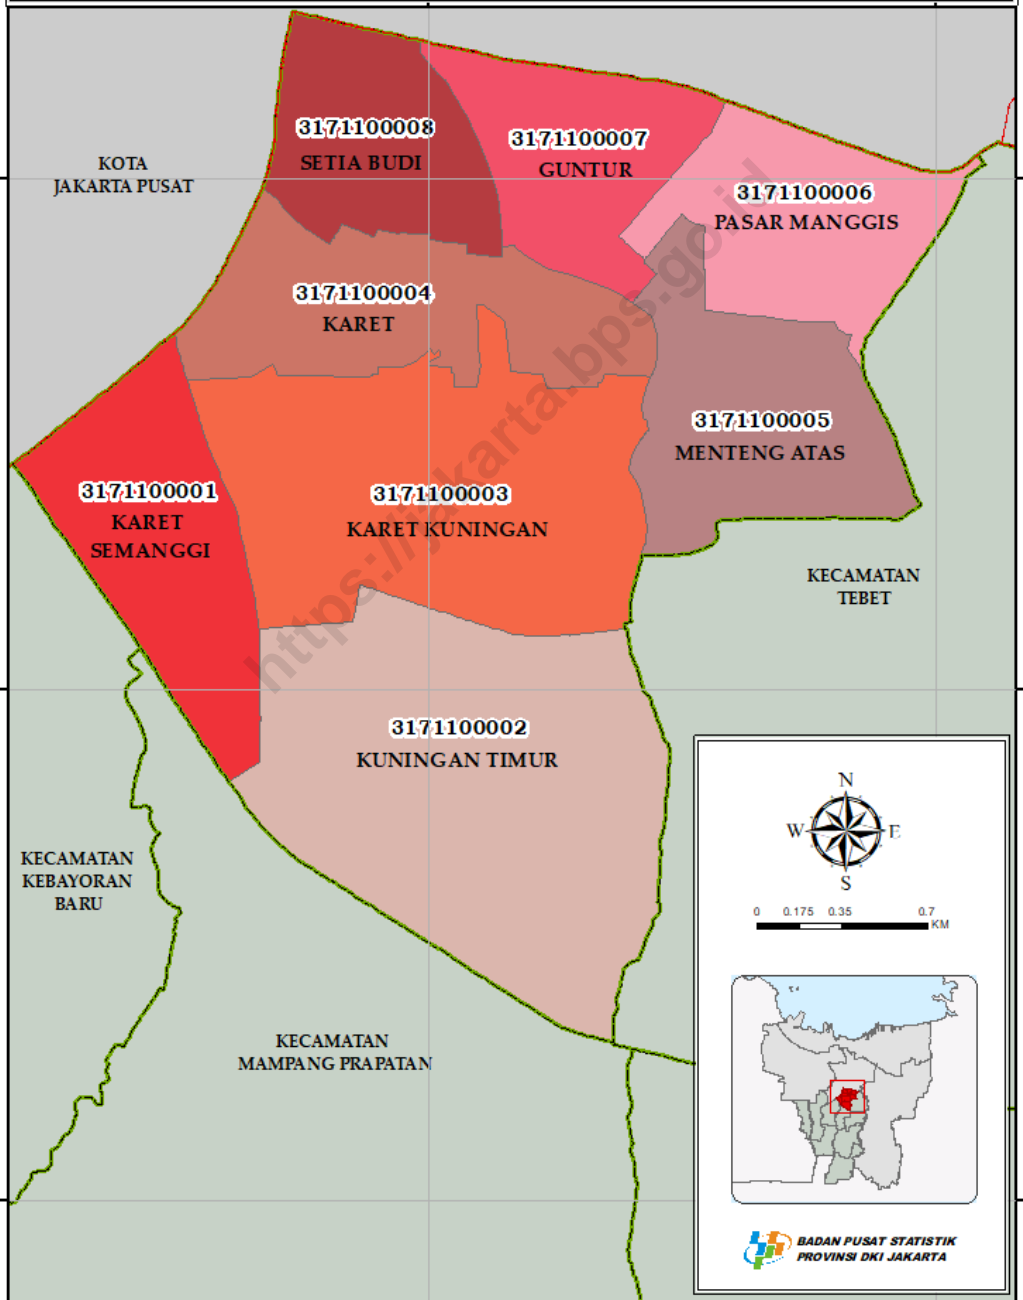 3171100008
SETIA BUDI
3171100007
GUNTUR
KOTA
JAKARTA PUSAT
3171100006
PASAR MANGGIS
3171100004
KARET
3171100005
MENTENG ATAS
3171100001
KARET
SEMANGGI
3171100003
KARET KUNINGAN
KECAMATAN
TEBET
https://jakarta.bps.go.id
3171100002
KUNINGAN TIMUR
KECAMATAN
KEBAYORAN
BARU
KECAMATAN
MAMPANG PRAPATAN
N
W E
S
0 0.175 0.35 0.7
KM
BADAN PUSAT STATISTIK
PROVINSI DKI JAKARTA